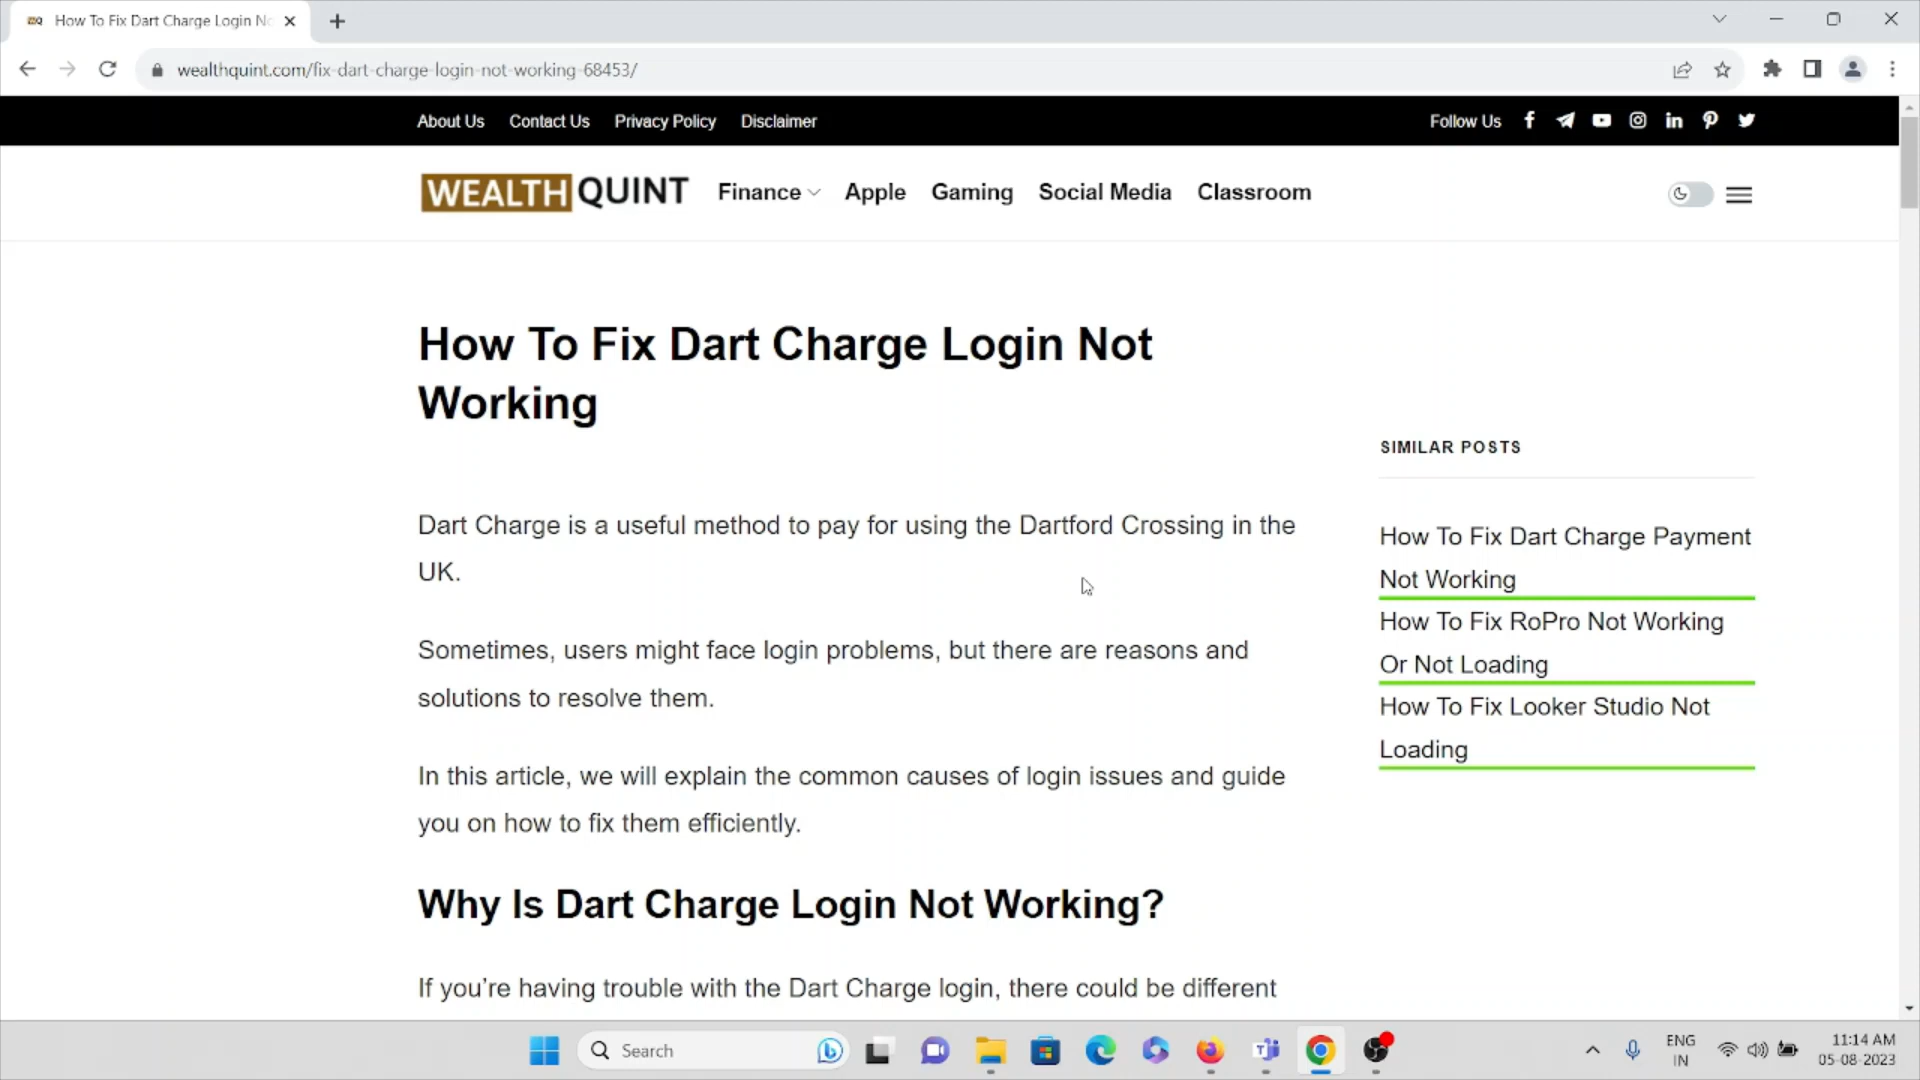 How To Fix Dart Charge Login No
wealthquint.com/fix-dart-charge-login-not-working-68453/
About Us Contact Us Privacy Policy Disclaimer Follow Us
WEALTH QUINT Finance Apple Gaming Social Media Classroom
How To Fix Dart Charge Login Not
Working
Dart Charge is a useful method to pay for using the Dartford Crossing in the
UK.
Sometimes, users might face login problems, but there are reasons and
solutions to resolve them.
In this article, we will explain the common causes of login issues and guide
you on how to fix them efficiently.
Why Is Dart Charge Login Not Working?
If you’re having trouble with the Dart Charge login, there could be different
SIMILAR POSTS
How To Fix Dart Charge Payment
Not Working
How To Fix RoPro Not Working
Or Not Loading
How To Fix Looker Studio Not
Loading
Search
ENG
IN
11:14 AM
05-08-2023